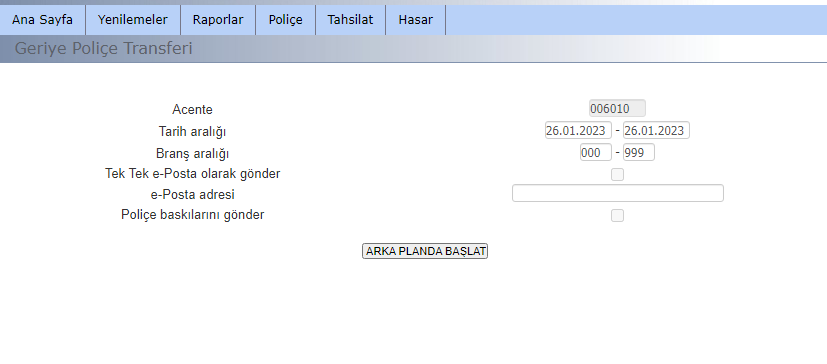 Ana Sayfa Yenilemeler Raporlar Poliçe Tahsilat Hasar
Geriye Poliçe Transferi
Acente 006010
Tarih aralığı 26.01.2023 - 26.01.2023
Branş aralığı 000 - 999
Tek Tek e-Posta olarak gönder
e-Posta adresi
Poliçe baskılarını gönder
ARKA PLANDA BAŞLAT